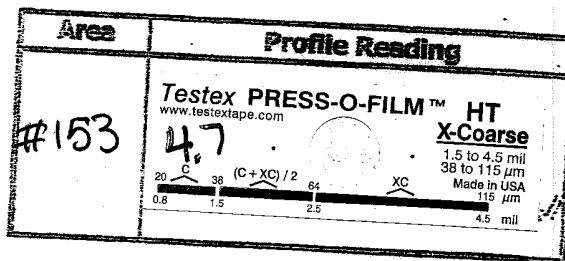 Area Profile Reading
#153
Testex PRESS-O-FILM™ HT
www.testextape.com
X-Coarse
4.7
1.5 to 4.5 mil
38 to 115 µm
Made in USA
C (C + XC) / 2 XC
20 38 64 115 µm
0.8 1.5 2.5 4.5 mil